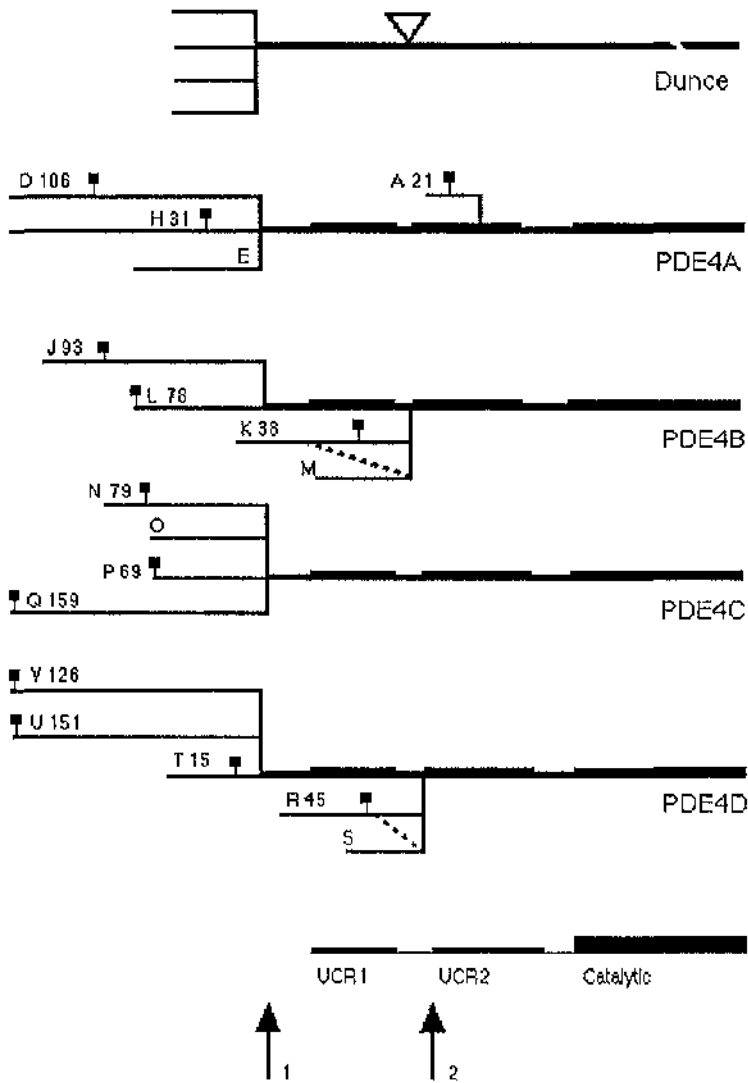 Dunce
D 106
A 21
H 31
E
PDE4A
J 93
L 78
K 38
PDE4B
M
N 79
O
P 69
Q 159
PDE4C
V 126
U 151
T 15
R 45
PDE4D
S
UCR1 UCR2 Catalytic
1 2